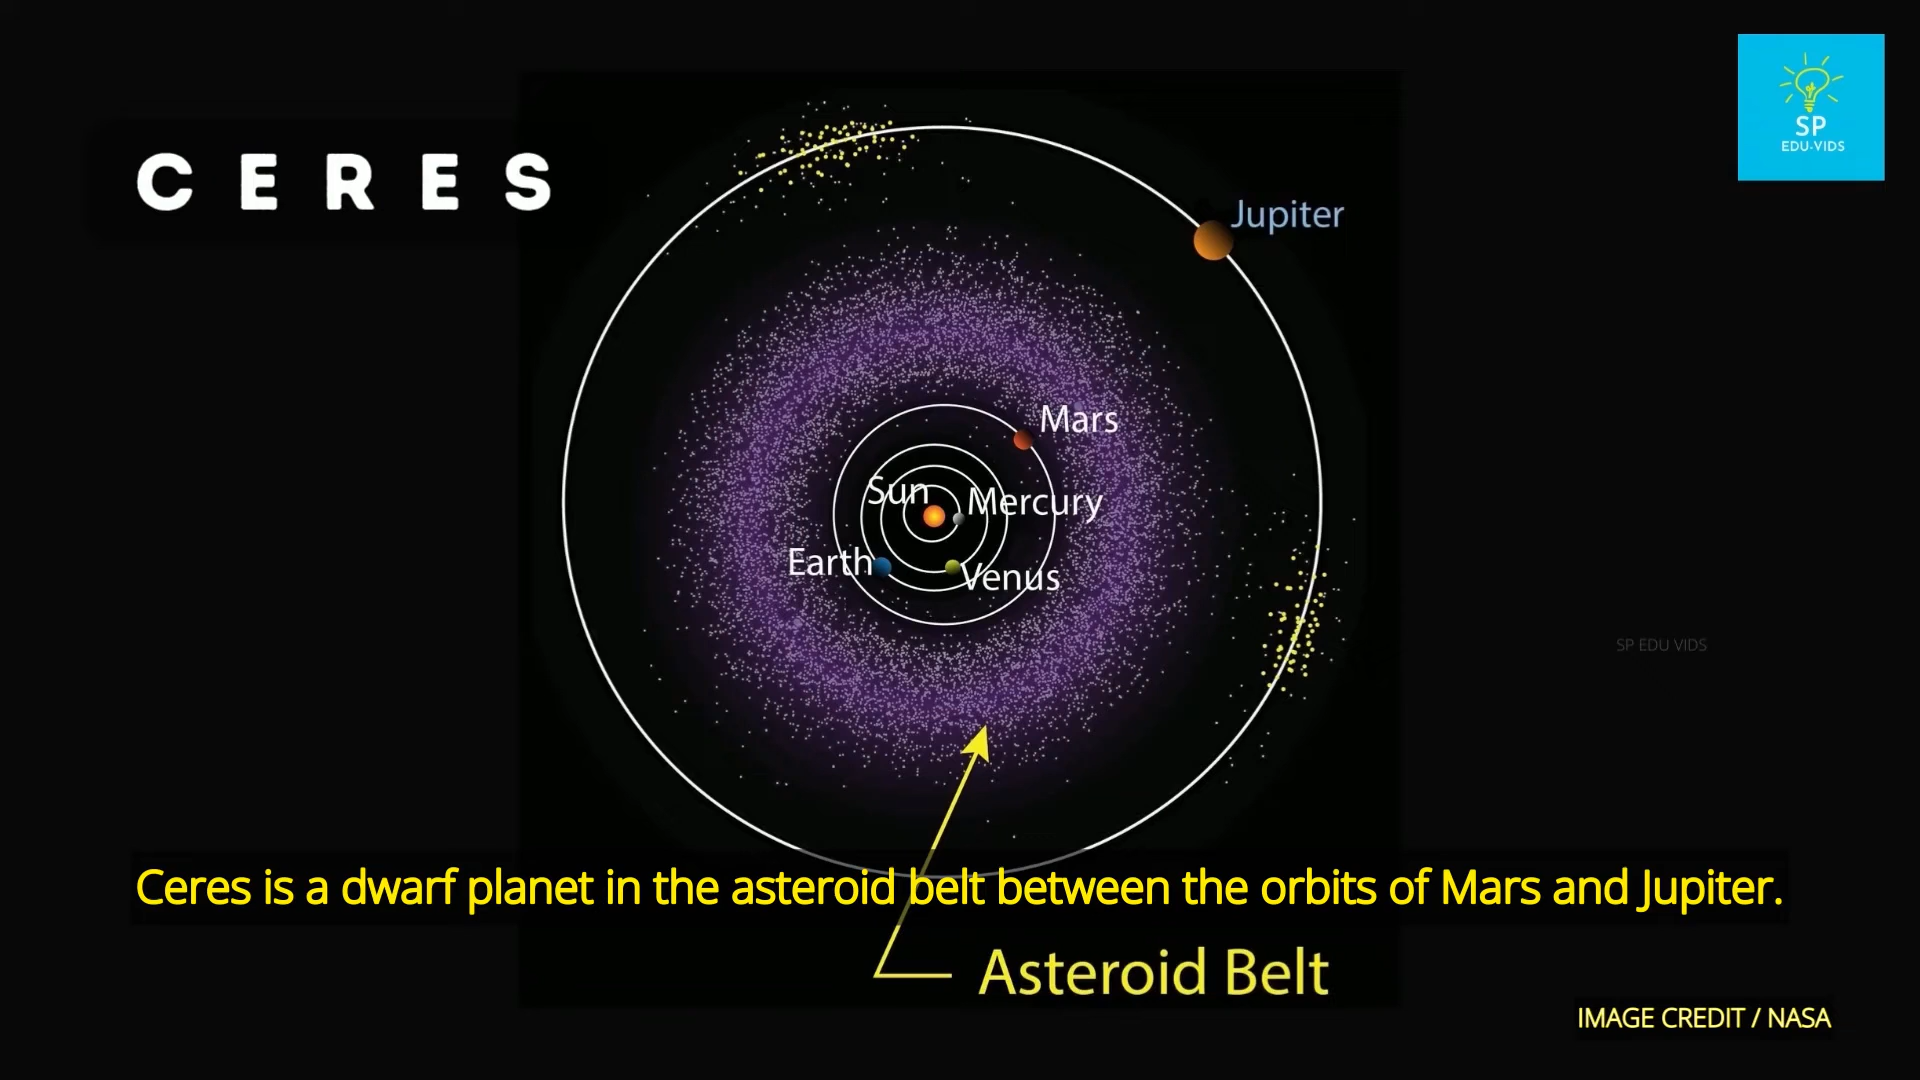 CERES
SP
EDU-VIDS
Jupiter
Mars
Sun
Mercury
Earth
Venus
SP EDU VIDS
Ceres is a dwarf planet in the asteroid belt between the orbits of Mars and Jupiter.
Asteroid Belt
IMAGE CREDIT / NASA